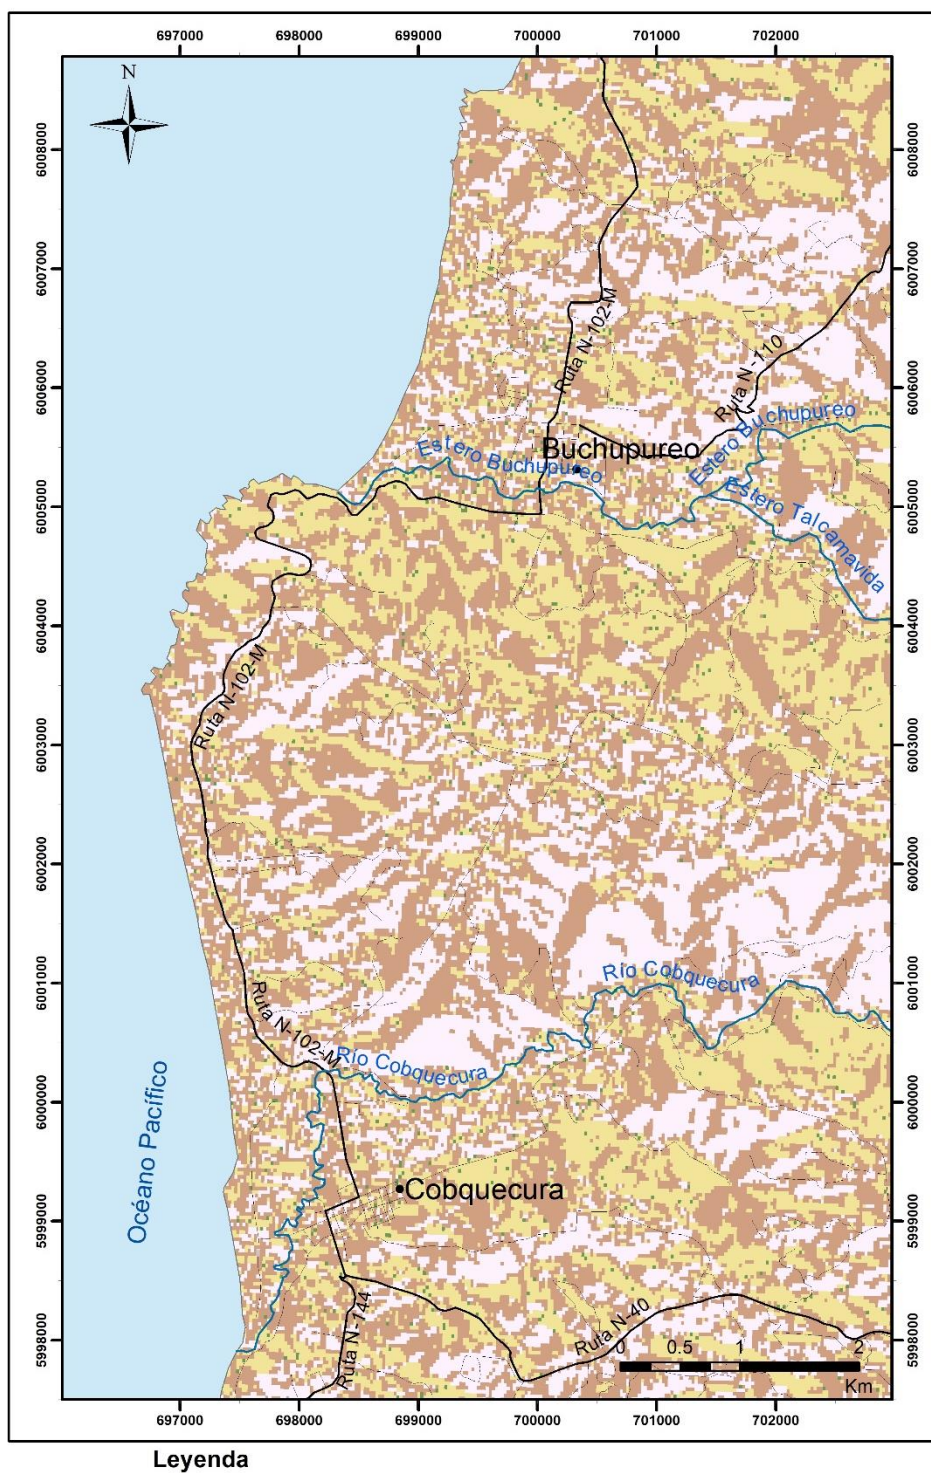 697000 698000 699000 700000 701000 702000
N
6008000 6008000
6007000 6007000
Ruta N-102-M
Ruta N-110
6006000 6006000
Estero Buchupureo
Buchupureo
Estero Buchupureo
6005000 6005000
Estero Talcamavida
6004000 6004000
Ruta N-102-M
6003000 6003000
6002000 6002000
Río Cobquecura
6001000 6001000
Ruta N-102-M
Río Cobquecura
6000000 6000000
Océano Pacífico
Cobquecura
5999000 5999000
Ruta N-144
Ruta N-40
5998000 5998000
0 0.5 1 2
Km
697000 698000 699000 700000 701000 702000
Leyenda